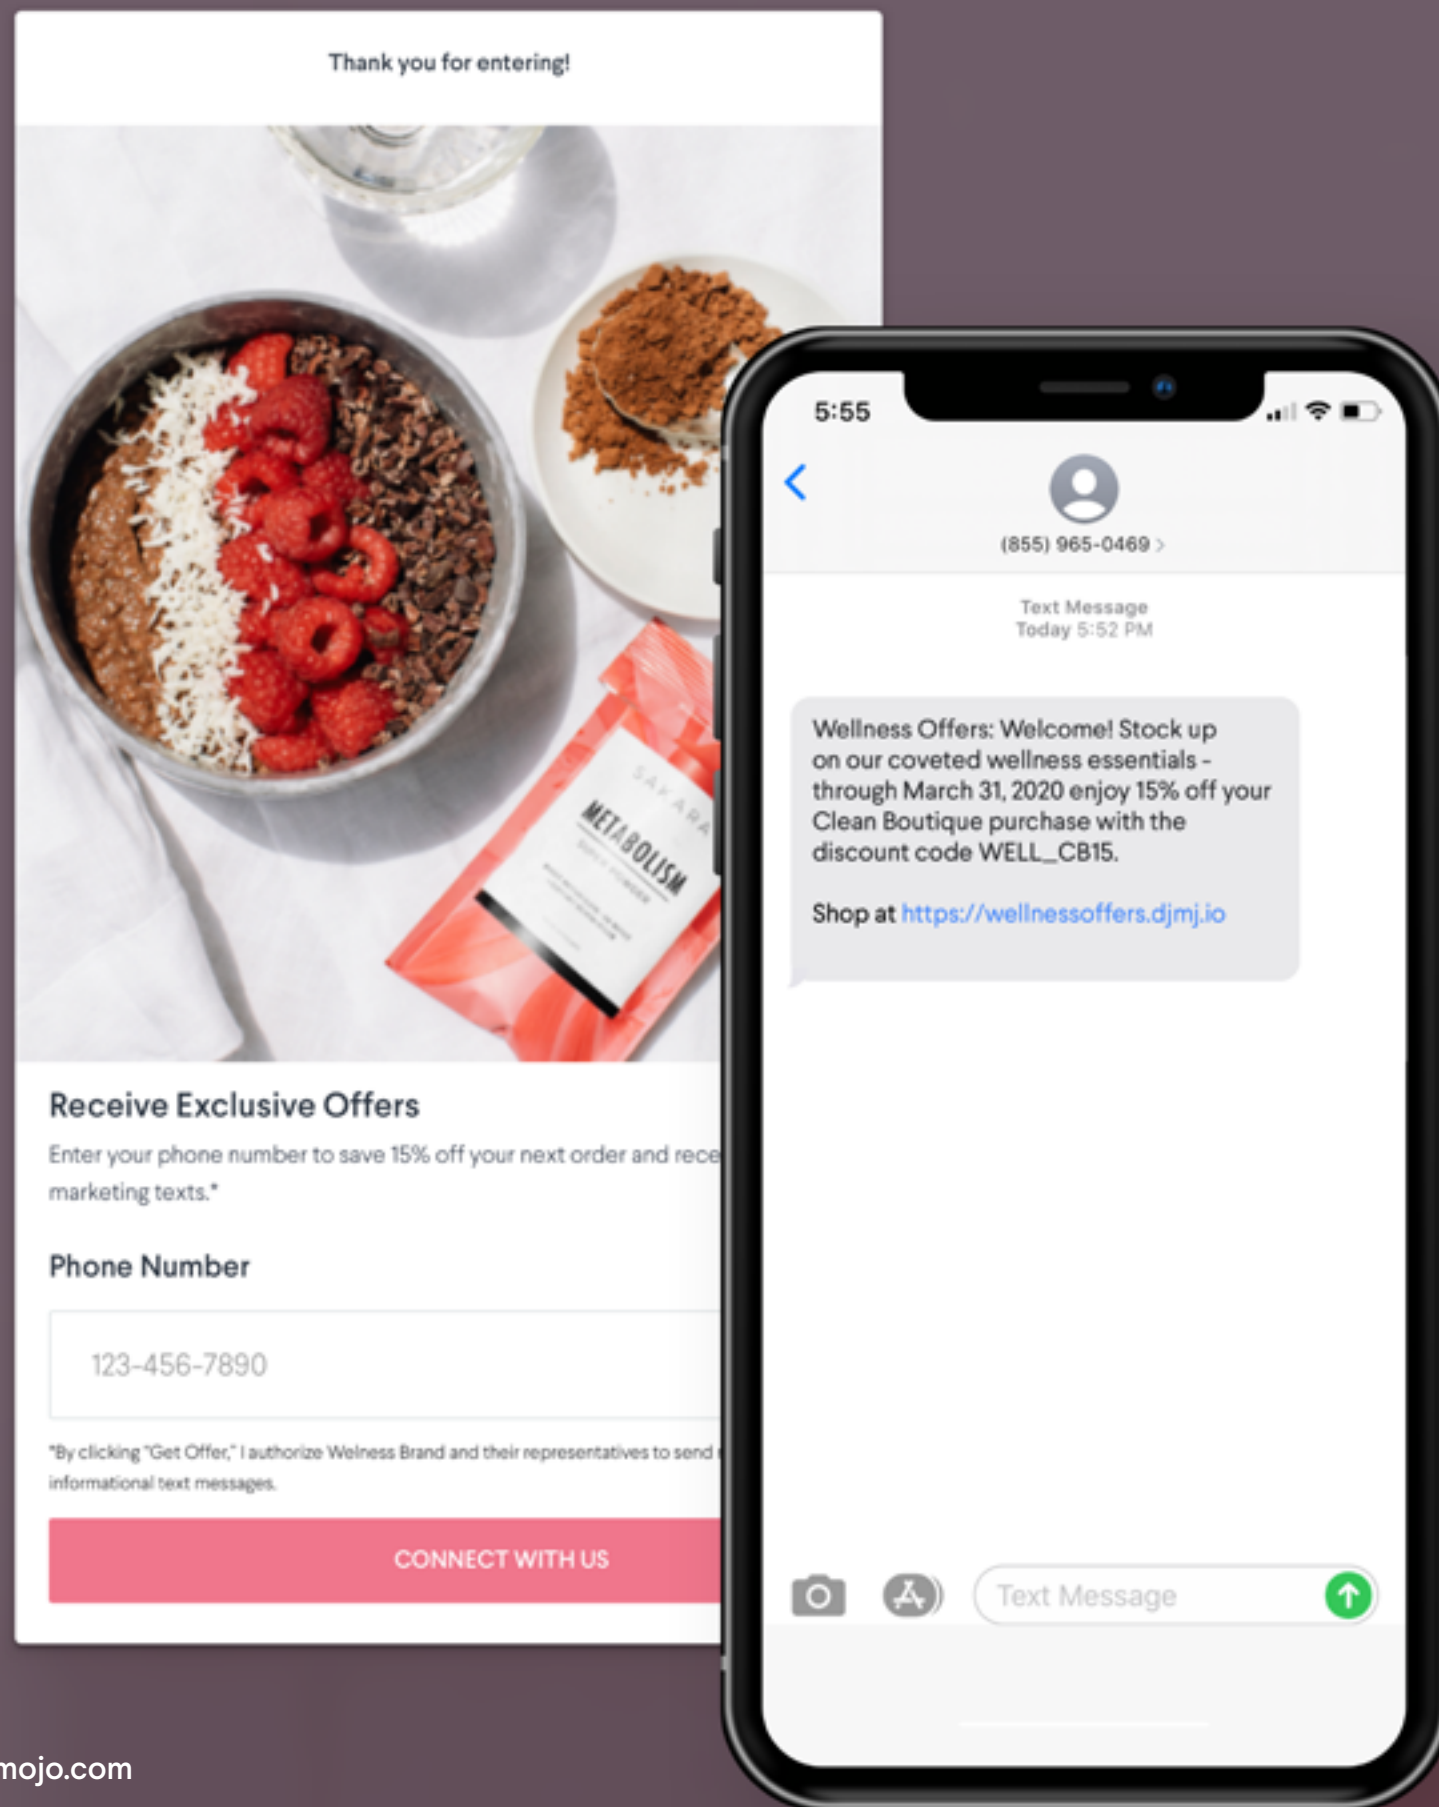 Thank you for entering!
SAKARA
METABOLISM
SUPER POWDER
Receive Exclusive Offers
Enter your phone number to save 15% off your next order and rece
marketing texts.*
Phone Number
123-456-7890
*By clicking "Get Offer," I authorize Welness Brand and their representatives to send
informational text messages.
CONNECT WITH US
mojo.com
5:55
(855) 965-0469 >
Text Message
Today 5:52 PM
Wellness Offers: Welcome! Stock up
on our coveted wellness essentials -
through March 31, 2020 enjoy 15% off your
Clean Boutique purchase with the
discount code WELL_CB15.
Shop at https://wellnessoffers.djmj.io
Text Message